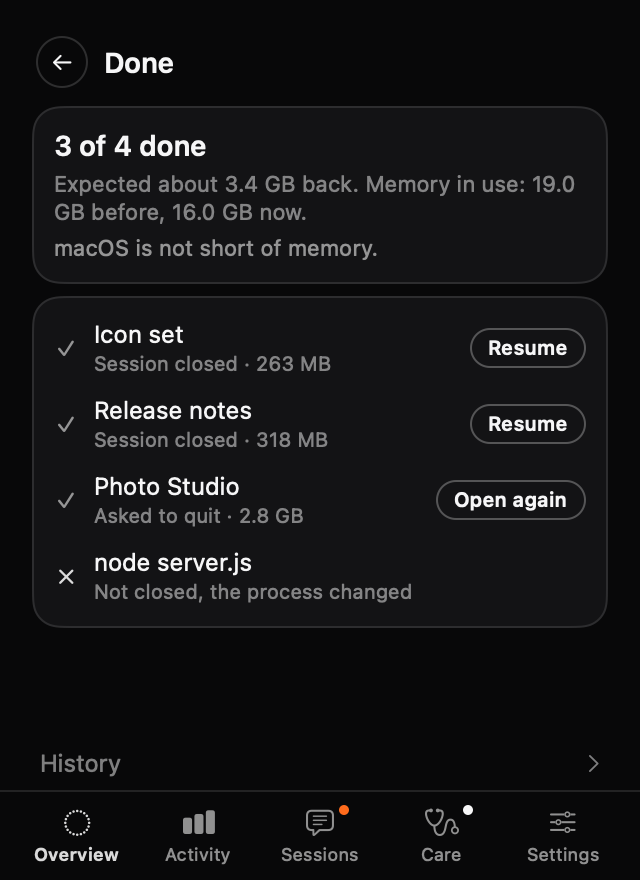 Done
3 of 4 done
Expected about 3.4 GB back. Memory in use: 19.0
GB before, 16.0 GB now.
macOS is not short of memory.
Icon set
Session closed · 263 MB
Resume
Release notes
Session closed · 318 MB
Resume
Photo Studio
Asked to quit · 2.8 GB
Open again
node server.js
Not closed, the process changed
History
Overview
Activity
Sessions
Care
Settings